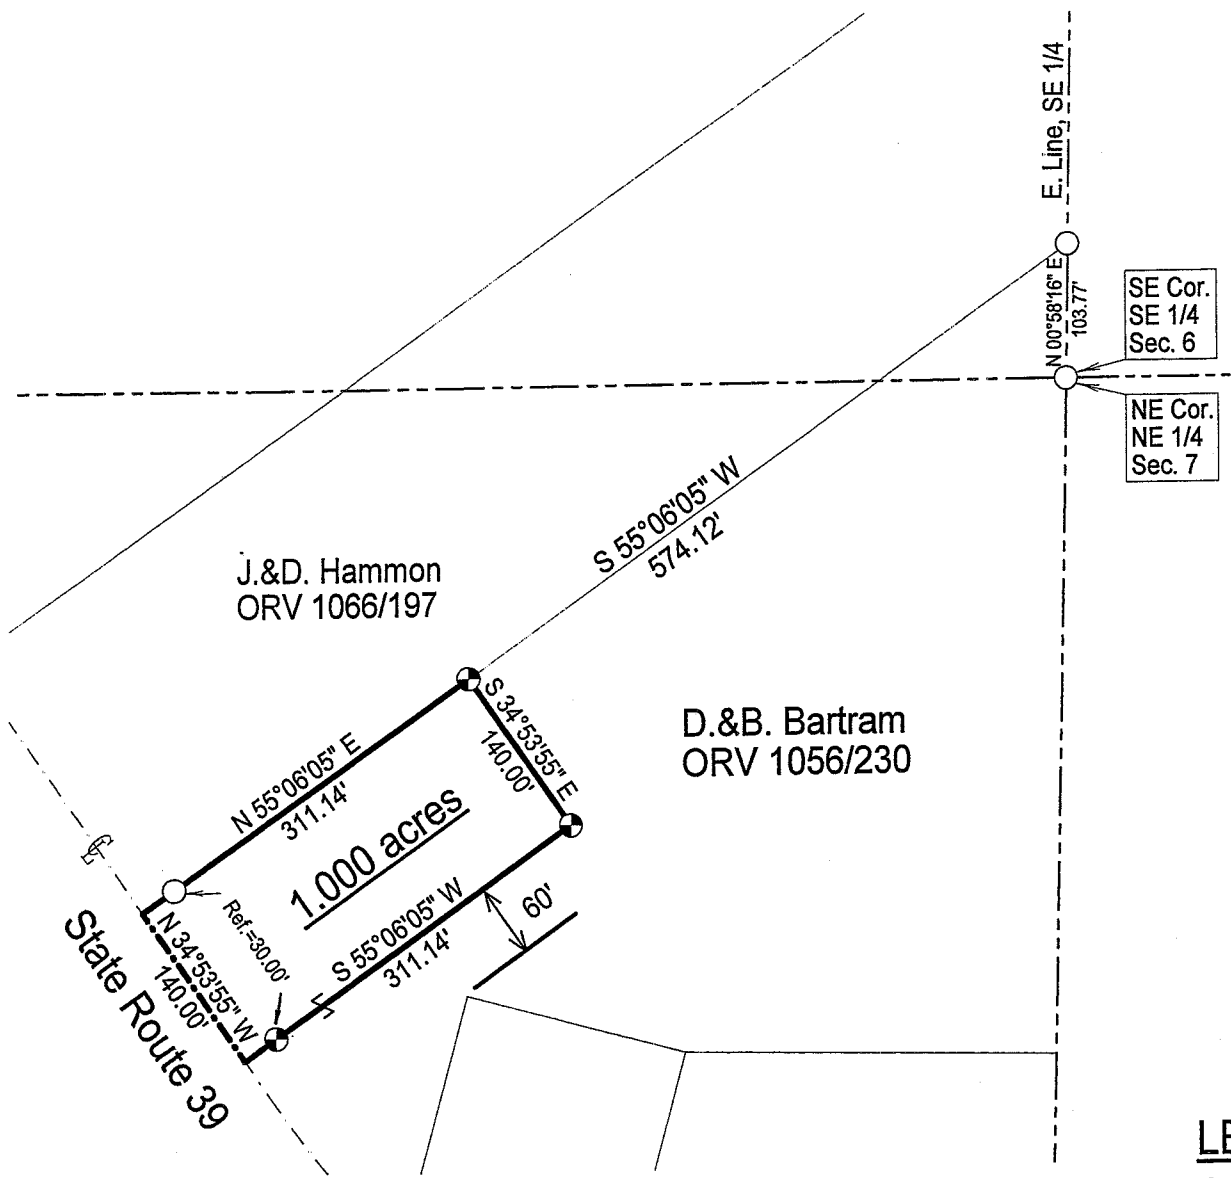 E. Line, SE 1/4
N 00°58'16" E
103.77'
SE Cor.
SE 1/4
Sec. 6
NE Cor.
NE 1/4
Sec. 7
S 55°06'05" W
574.12'
J.&D. Hammon
ORV 1066/197
D.&B. Bartram
ORV 1056/230
S 34°53'55" E
140.00'
N 55°06'05" E
311.14'
1.000 acres
S 55°06'05" W
311.14'
60'
Ref.=30.00'
N 34°53'55" W
140.00'
State Route 39
LE